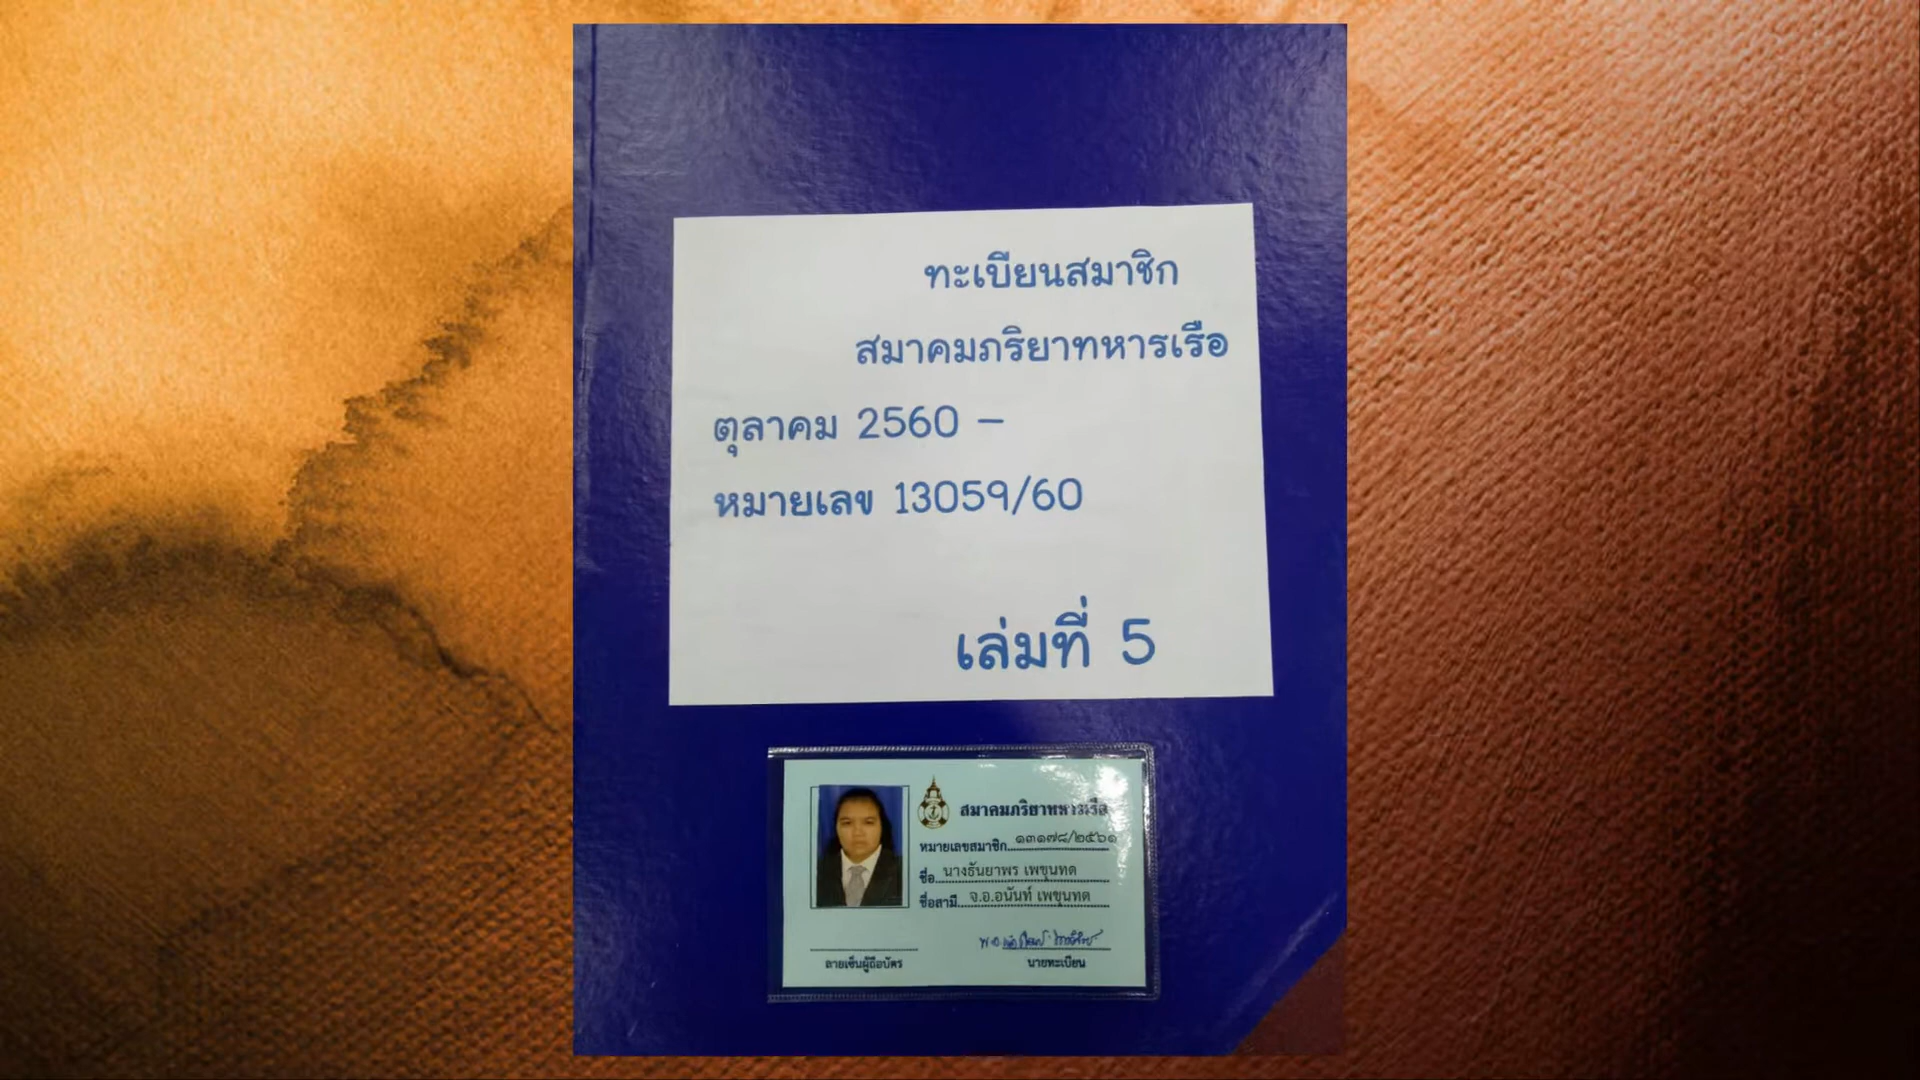 ทะเบียนสมาชิก
สมาคมภริยาทหารเรือ
ตุลาคม 2560 –
หมายเลข 13059/60
เล่มที่ 5
สมาคมภริยาทหารเรือ
หมายเลขสมาชิก ๑๓๑๗๘/๒๕๖๑
ชื่อ นางธันยาพร เพขุนทด
ชื่อสามี จ.อ.อนันท์ เพขุนทด
ลายเซ็นผู้ถือบัตร
นายทะเบียน